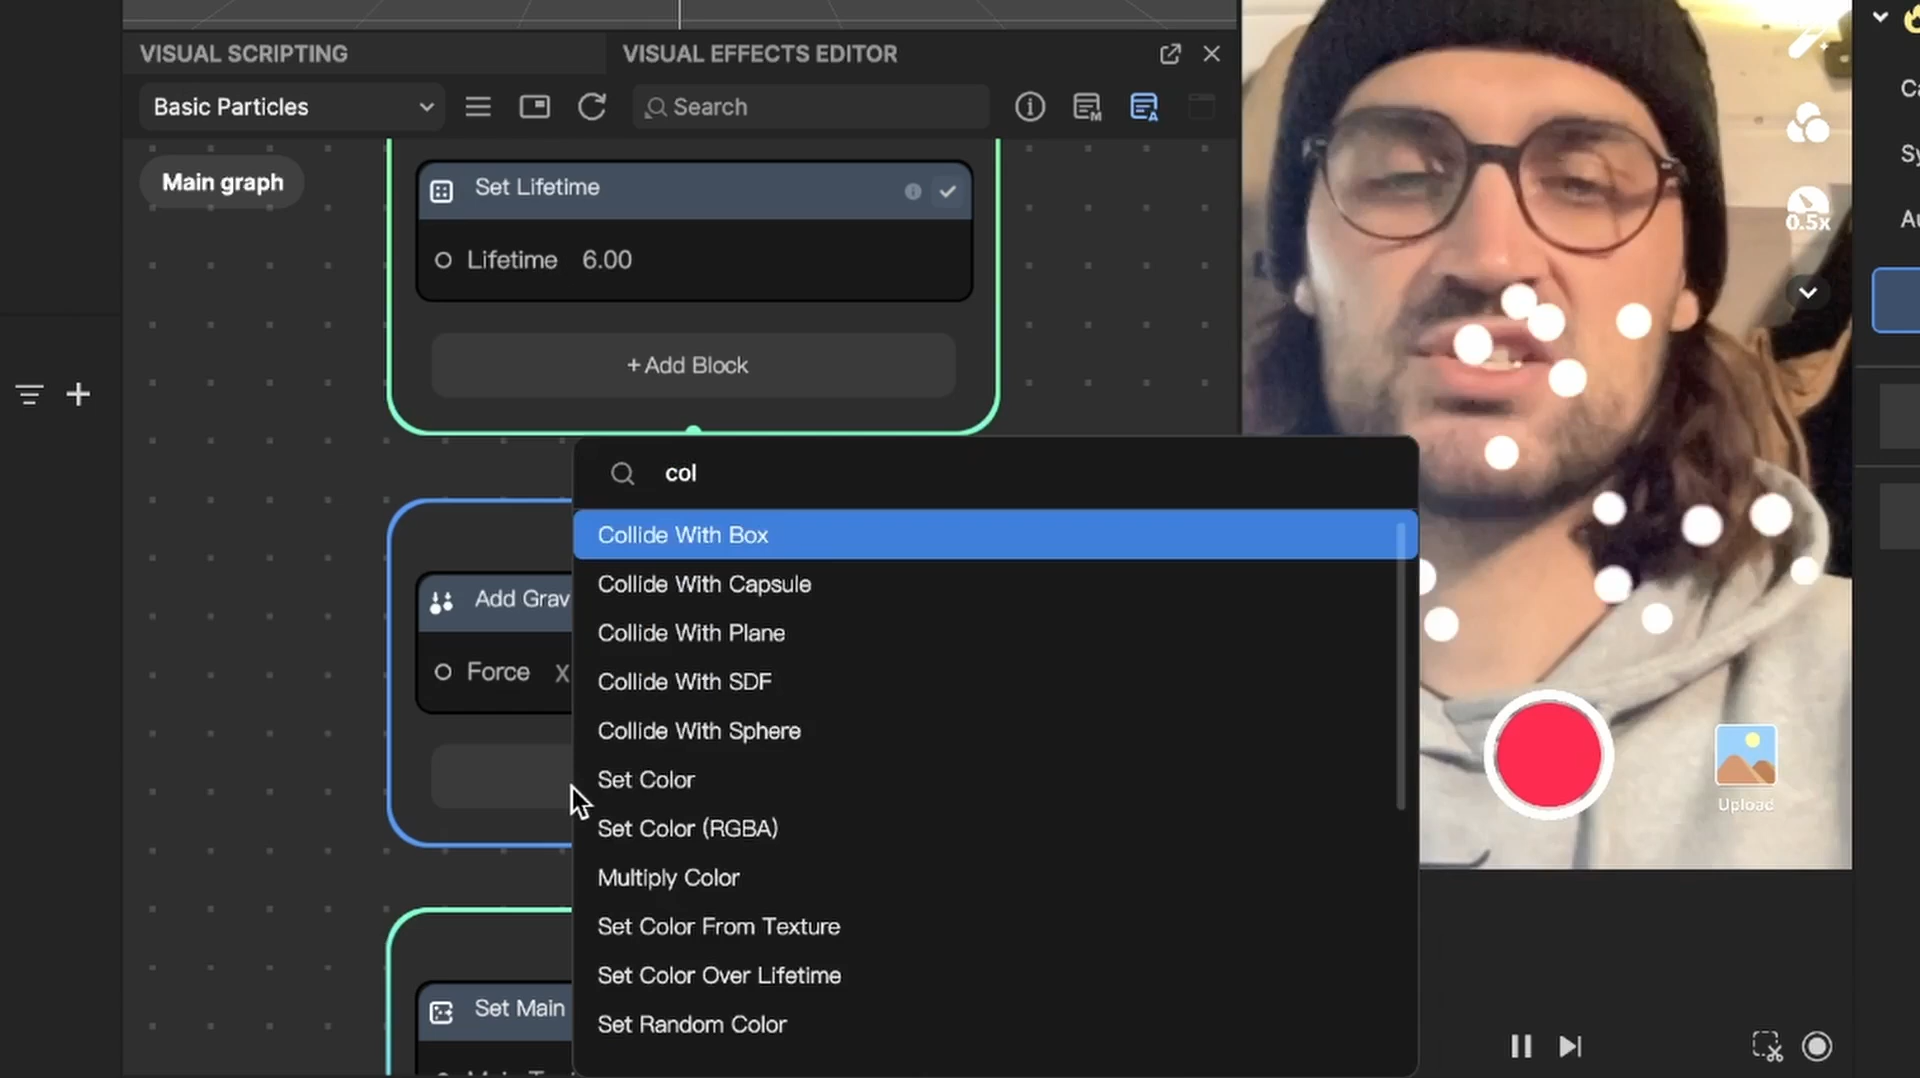 VISUAL SCRIPTING
VISUAL EFFECTS EDITOR
Basic Particles
Search
Main graph
Set Lifetime
Lifetime 6.00
+ Add Block
col
Collide With Box
Collide With Capsule
Collide With Plane
Collide With SDF
Collide With Sphere
Set Color
Set Color (RGBA)
Multiply Color
Set Color From Texture
Set Color Over Lifetime
Set Random Color
Add Grav
Force X
Set Main
0.5x
Upload